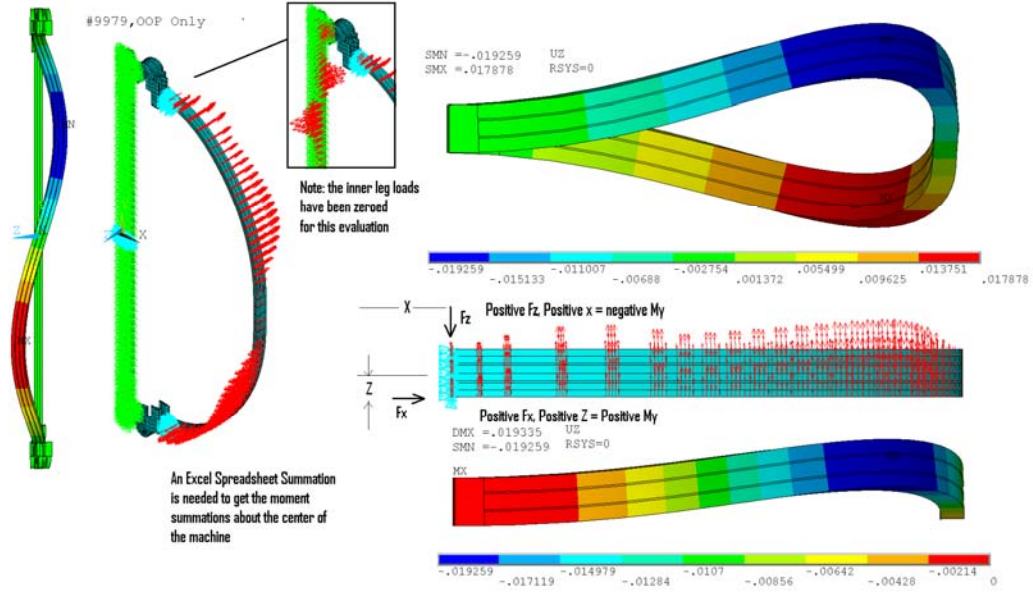 #9979,OOP Only
Note: the inner leg loads
have been zeroed
for this evaluation
SMN =-.019259
SMX =.017878
UZ
RSYS=0
-.019259
-.015133
-.011007
-.00688
-.002754
.001372
.005499
.009625
.013751
.017878
X
Fz
Positive Fz, Positive x = negative My
Z
Fx
Positive Fx, Positive Z = Positive My
DMX =.019335
SMN =-.019259
UZ
RSYS=0
MX
X
MX
An Excel Spreadsheet Summation
is needed to get the moment
summations about the center of
the machine
-.019259
-.017119
-.014979
-.01284
-.0107
-.00856
-.00642
-.00428
-.00214
0